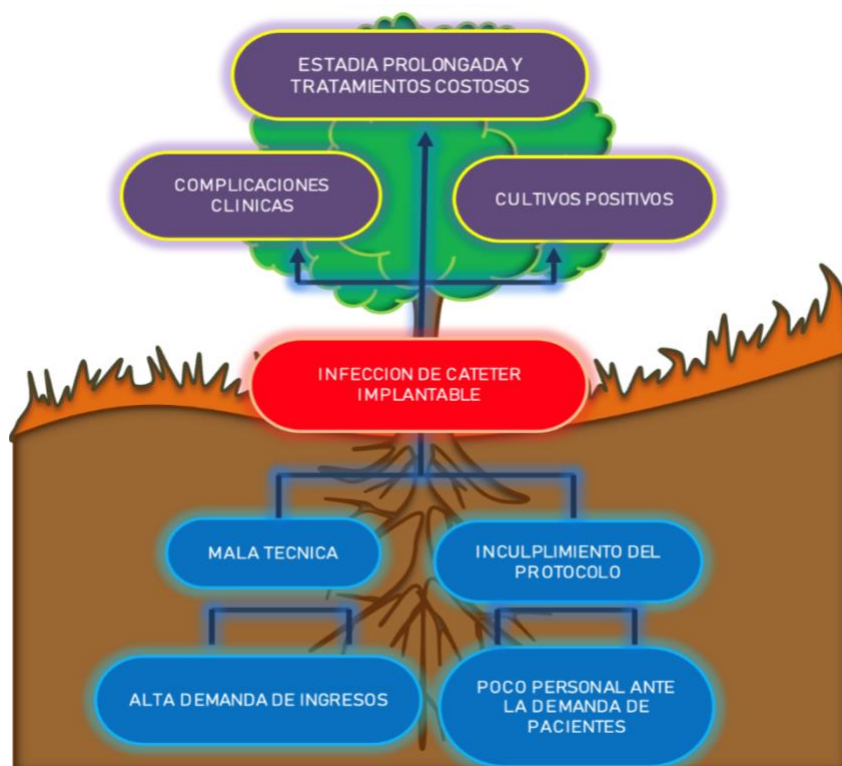 ESTADIA PROLONGADA Y
TRATAMIENTOS COSTOSOS
COMPLICACIONES
CLINICAS
CULTIVOS POSITIVOS
INFECCION DE CATETER
IMPLANTABLE
MALA TECNICA
INCULPLIMIENTO DEL
PROTOCOLO
ALTA DEMANDA DE INGRESOS
POCO PERSONAL ANTE
LA DEMANDA DE
PACIENTES